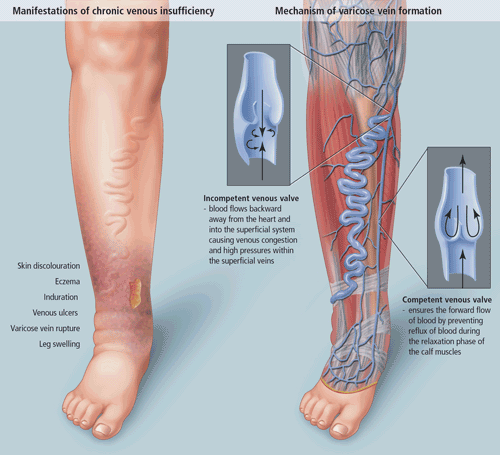 Manifestations of chronic venous insufficiency
Mechanism of varicose vein formation
Incompetent venous valve
- blood flows backward
away from the heart and
into the superficial system
causing venous congestion
and high pressures within
the superficial veins
Skin discolouration
Eczema
Induration
Venous ulcers
Varicose vein rupture
Leg swelling
Competent venous valve
- ensures the forward flow
of blood by preventing
reflux of blood during
the relaxation phase of
the calf muscles